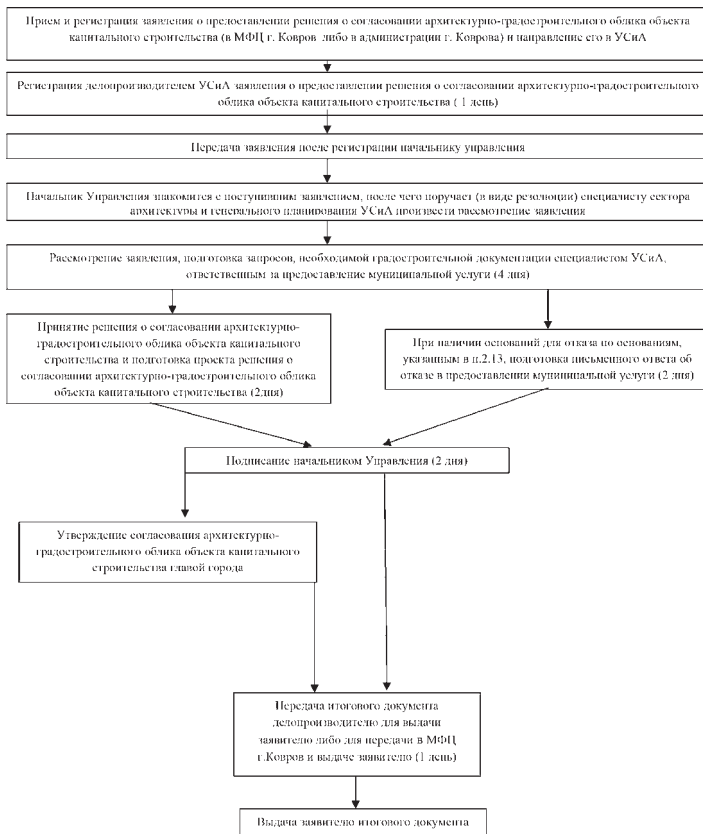 Прием и регистрация заявления о предоставлении решения о согласовании архитектурно-градостроительного облика объекта
капитального строительства (в МФЦ г. Ковров либо в администрации г. Коврова) и направление его в УСиА
Регистрация делопроизводителем УСиА заявления о предоставлении решения о согласовании архитектурно-градостроительного
облика объекта капитального строительства ( 1 день)
Передача заявления после регистрации начальнику управления
Начальник Управления знакомится с поступившим заявлением, после чего поручает (в виде резолюции) специалисту сектора
архитектуры и генерального планирования УСиА произвести рассмотрение заявления
Рассмотрение заявления, подготовка запросов, необходимой градостроительной документации специалистом УСиА,
ответственным за предоставление муниципальной услуги (4 дня)
Принятие решения о согласовании архитектурно-
градостроительного облика объекта капитального
строительства и подготовка проекта решения о
согласовании архитектурно-градостроительного облика
объекта капитального строительства (2дня)
При наличии оснований для отказа по основаниям,
указанным в п.2.13, подготовка письменного ответа об
отказе в предоставлении муниципальной услуги (2 дня)
Подписание начальником Управления (2 дня)
Утверждение согласования архитектурно-
градостроительного облика объекта капитального
строительства главой города
Передача итогового документа
делопроизводителю для выдачи
заявителю либо для передачи в МФЦ
г.Ковров и выдаче заявителю (1 день)
Выдача заявителю итогового документа